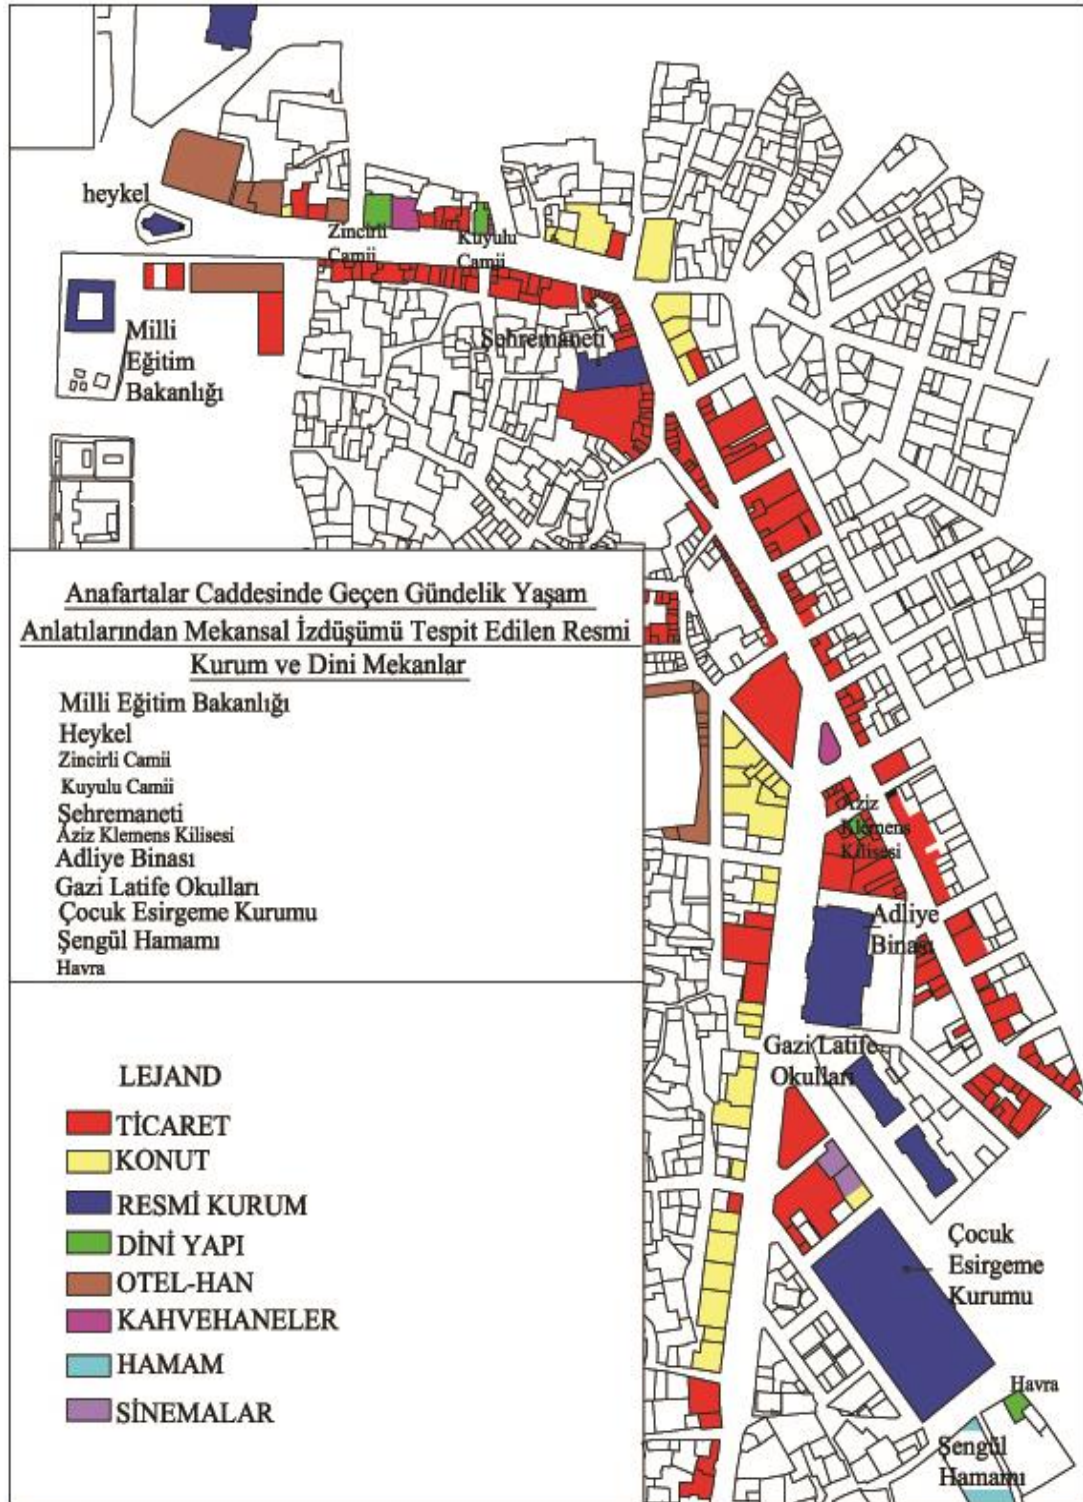 heykel
Zincirli
Camii
Kuyulu
Camii
Şehremaneti
Milli
Eğitim
Bakanlığı
Anafartalar Caddesinde Geçen Gündelik Yaşam
Anlatılarından Mekansal İzdüşümü Tespit Edilen Resmi
Kurum ve Dini Mekanlar
Milli Eğitim Bakanlığı
Heykel
Zincirli Camii
Kuyulu Camii
Şehremaneti
Aziz Klemens Kilisesi
Adliye Binası
Gazi Latife Okulları
Çocuk Esirgeme Kurumu
Şengül Hamamı
Havra
Aziz
Klemens
Kilisesi
Adliye
Binası
Gazi Latife
Okulları
Çocuk
Esirgeme
Kurumu
Havra
Şengül
Hamamı
LEJAND
TİCARET
KONUT
RESMİ KURUM
DİNİ YAPI
OTEL-HAN
KAHVEHANELER
HAMAM
SİNEMALAR